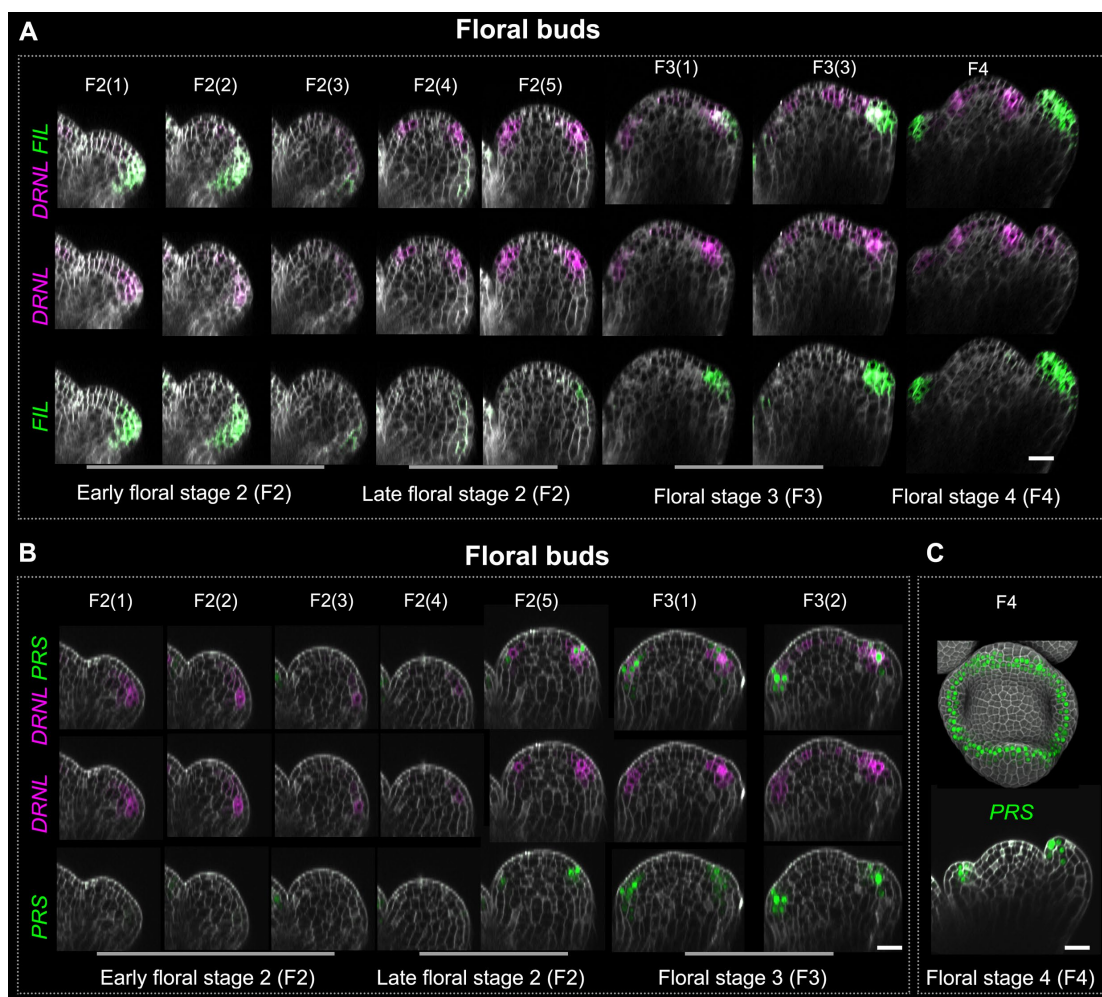 A
Floral buds
F2(1) F2(2) F2(3) F2(4) F2(5) F3(1) F3(3) F4
DRNL FIL
DRNL
FIL
Early floral stage 2 (F2) Late floral stage 2 (F2) Floral stage 3 (F3) Floral stage 4 (F4)
B
Floral buds
F2(1) F2(2) F2(3) F2(4) F2(5) F3(1) F3(2)
DRNL PRS
DRNL
PRS
Early floral stage 2 (F2) Late floral stage 2 (F2) Floral stage 3 (F3)
C
F4
PRS
Floral stage 4 (F4)